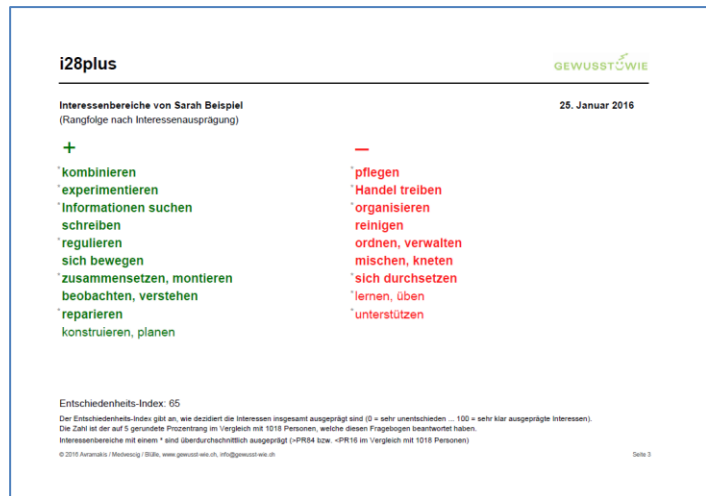 i28plus
GEWUSSTWIE
Interessenbereiche von Sarah Beispiel
25. Januar 2016
(Rangfolge nach Interessenausprägung)
+
*kombinieren
*experimentieren
*Informationen suchen
schreiben
*regulieren
sich bewegen
*zusammensetzen, montieren
beobachten, verstehen
*reparieren
konstruieren, planen
–
*pflegen
*Handel treiben
*organisieren
reinigen
ordnen, verwalten
mischen, kneten
*sich durchsetzen
*lernen, üben
*unterstützen
Entschiedenheits-Index: 65
Der Entschiedenheits-Index gibt an, wie dezidiert die Interessen insgesamt ausgeprägt sind (0 = sehr unentschieden ... 100 = sehr klar ausgeprägte Interessen).
Die Zahl ist der auf 5 gerundete Prozentrang im Vergleich mit 1018 Personen, welche diesen Fragebogen beantwortet haben.
Interessenbereiche mit einem * sind überdurchschnittlich ausgeprägt (>PR84 bzw. <PR16 im Vergleich mit 1018 Personen)
© 2016 Avramakis / Medvescig / Blülle, www.gewusst-wie.ch, info@gewusst-wie.ch
Seite 3